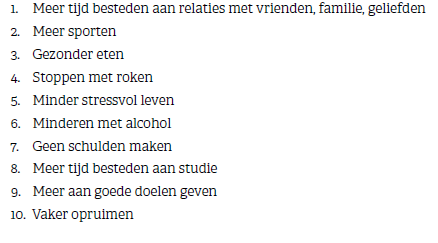 1. Meer tijd besteden aan relaties met vrienden, familie, geliefden
2. Meer sporten
3. Gezonder eten
4. Stoppen met roken
5. Minder stressvol leven
6. Minderen met alcohol
7. Geen schulden maken
8. Meer tijd besteden aan studie
9. Meer aan goede doelen geven
10. Vaker opruimen